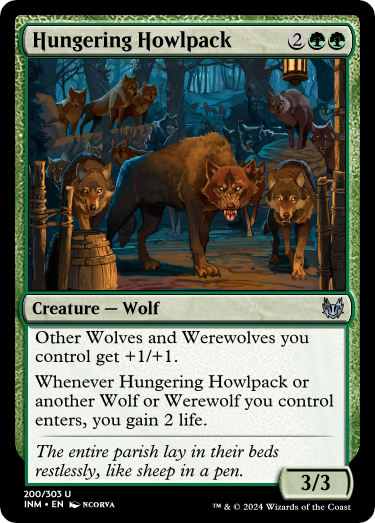 Hungering Howlpack 2
Creature — Wolf
Other Wolves and Werewolves you
control get +1/+1.
Whenever Hungering Howlpack or
another Wolf or Werewolf you control
enters, you gain 2 life.
The entire parish lay in their beds
restlessly, like sheep in a pen.
3/3
200/303 U
INM • EN NCORVA
™ & © 2024 Wizards of the Coast